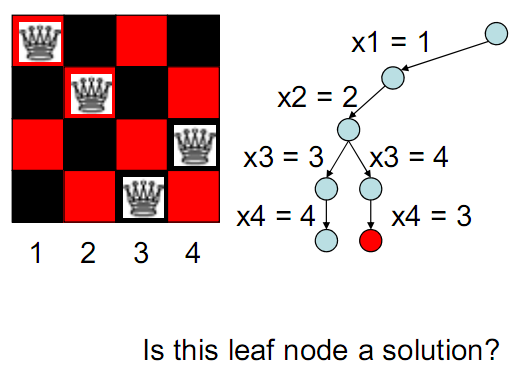 x1 = 1
x2 = 2
x3 = 3 x3 = 4
x4 = 4 x4 = 3
1 2 3 4
Is this leaf node a solution?